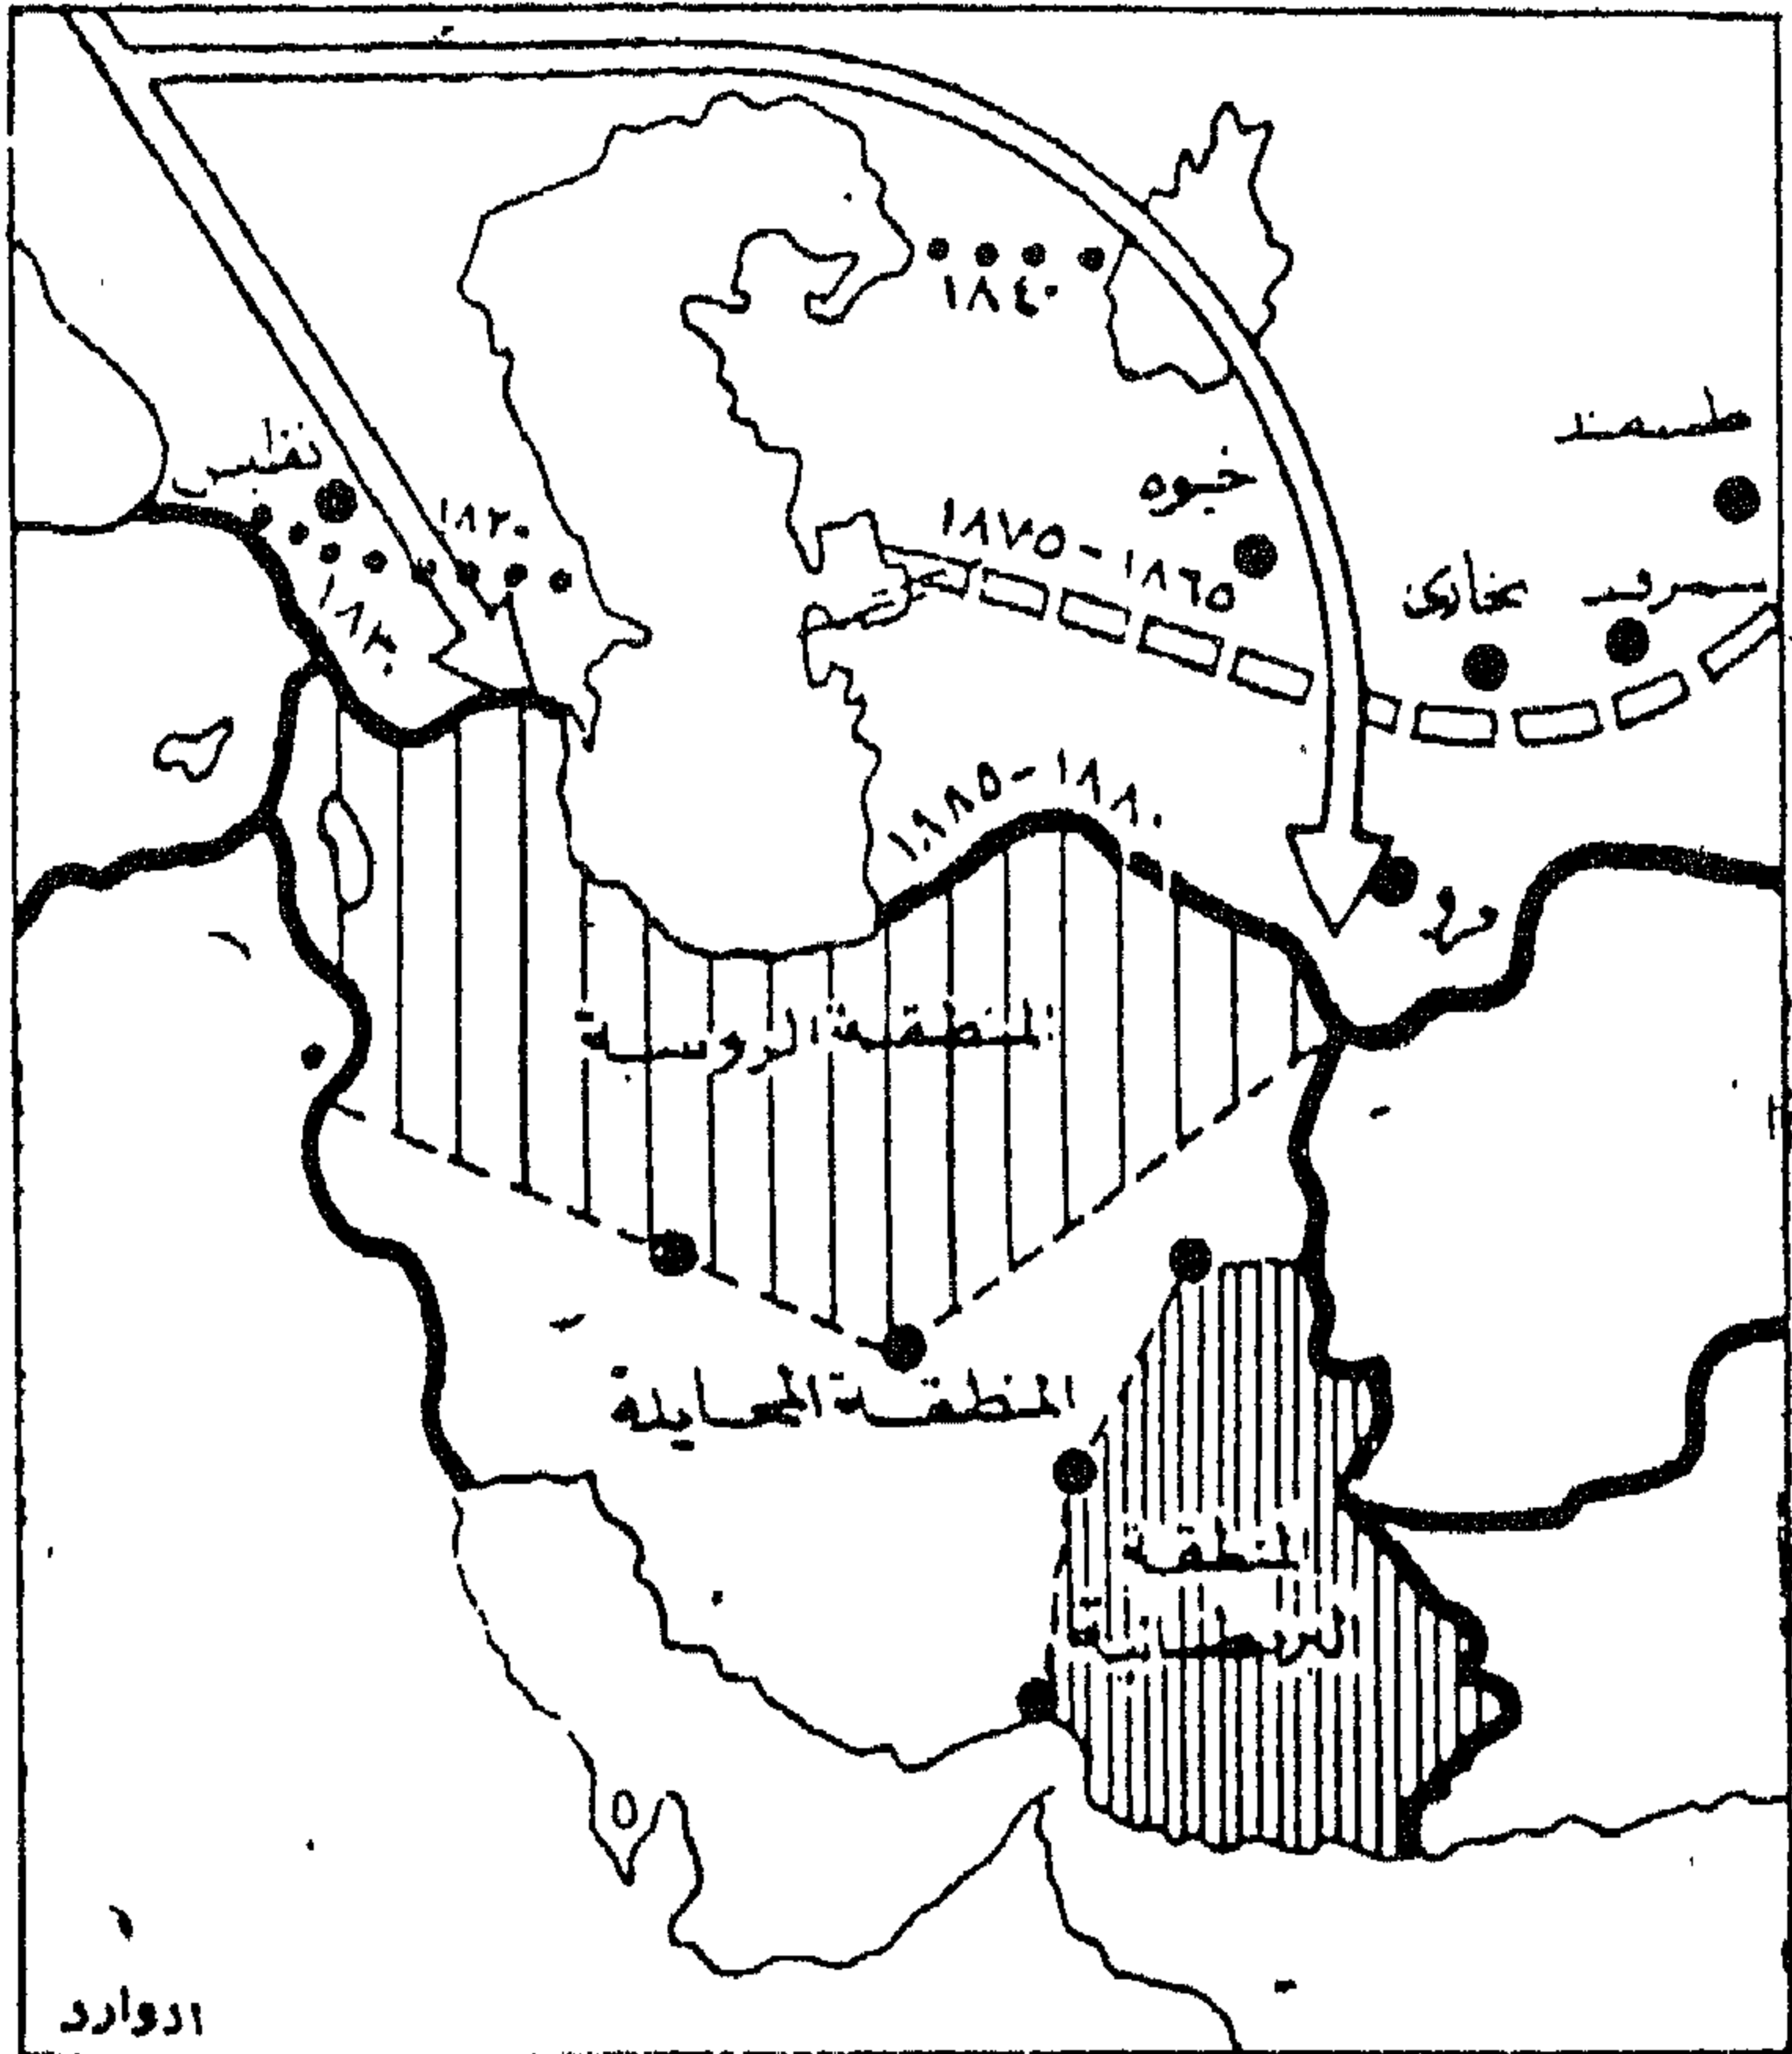 ١٨٤٠
طشقند
تفليس
خيوه
١٨٢٠
١٨٦٥-١٨٧٥
بخارى
سمرقند
١٨٣٠
١٨٨٠-١٨٨٥
مرو
المنطقة الروسية
المنطقة المحايدة
المنطقة
البريطانية
ادوارد